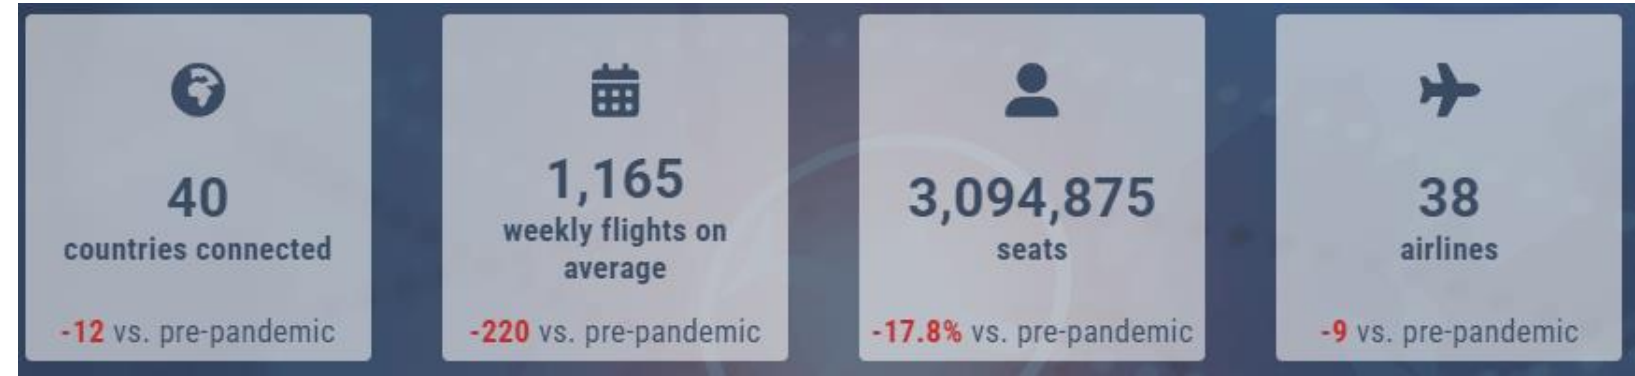 40
countries connected
-12 vs. pre-pandemic
1,165
weekly flights on
average
-220 vs. pre-pandemic
3,094,875
seats
-17.8% vs. pre-pandemic
38
airlines
-9 vs. pre-pandemic